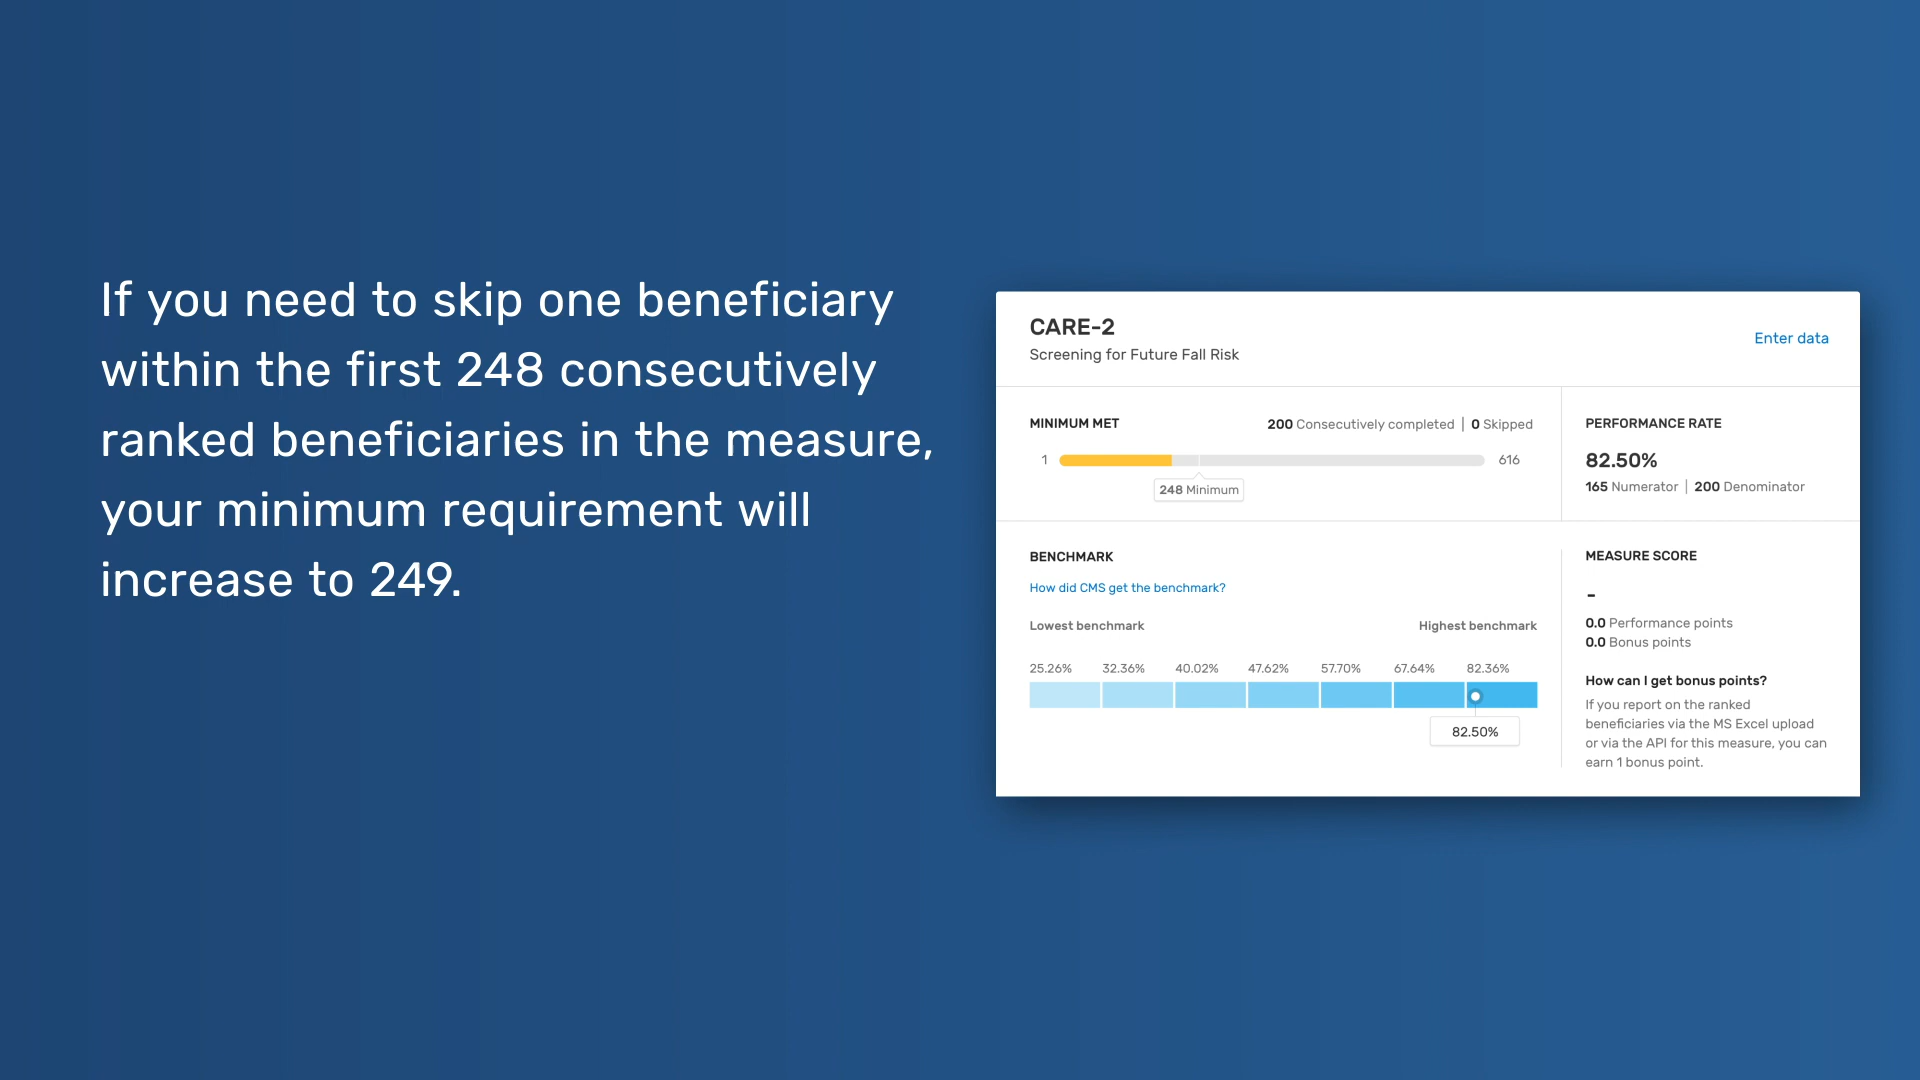 If you need to skip one beneficiary
within the first 248 consecutively
ranked beneficiaries in the measure,
your minimum requirement will
increase to 249.
CARE-2
Screening for Future Fall Risk
Enter data
MINIMUM MET
200 Consecutively completed | 0 Skipped
1
616
248 Minimum
PERFORMANCE RATE
82.50%
165 Numerator | 200 Denominator
BENCHMARK
How did CMS get the benchmark?
Lowest benchmark
Highest benchmark
25.26% 32.36% 40.02% 47.62% 57.70% 67.64% 82.36%
82.50%
MEASURE SCORE
-
0.0 Performance points
0.0 Bonus points
How can I get bonus points?
If you report on the ranked
beneficiaries via the MS Excel upload
or via the API for this measure, you can
earn 1 bonus point.